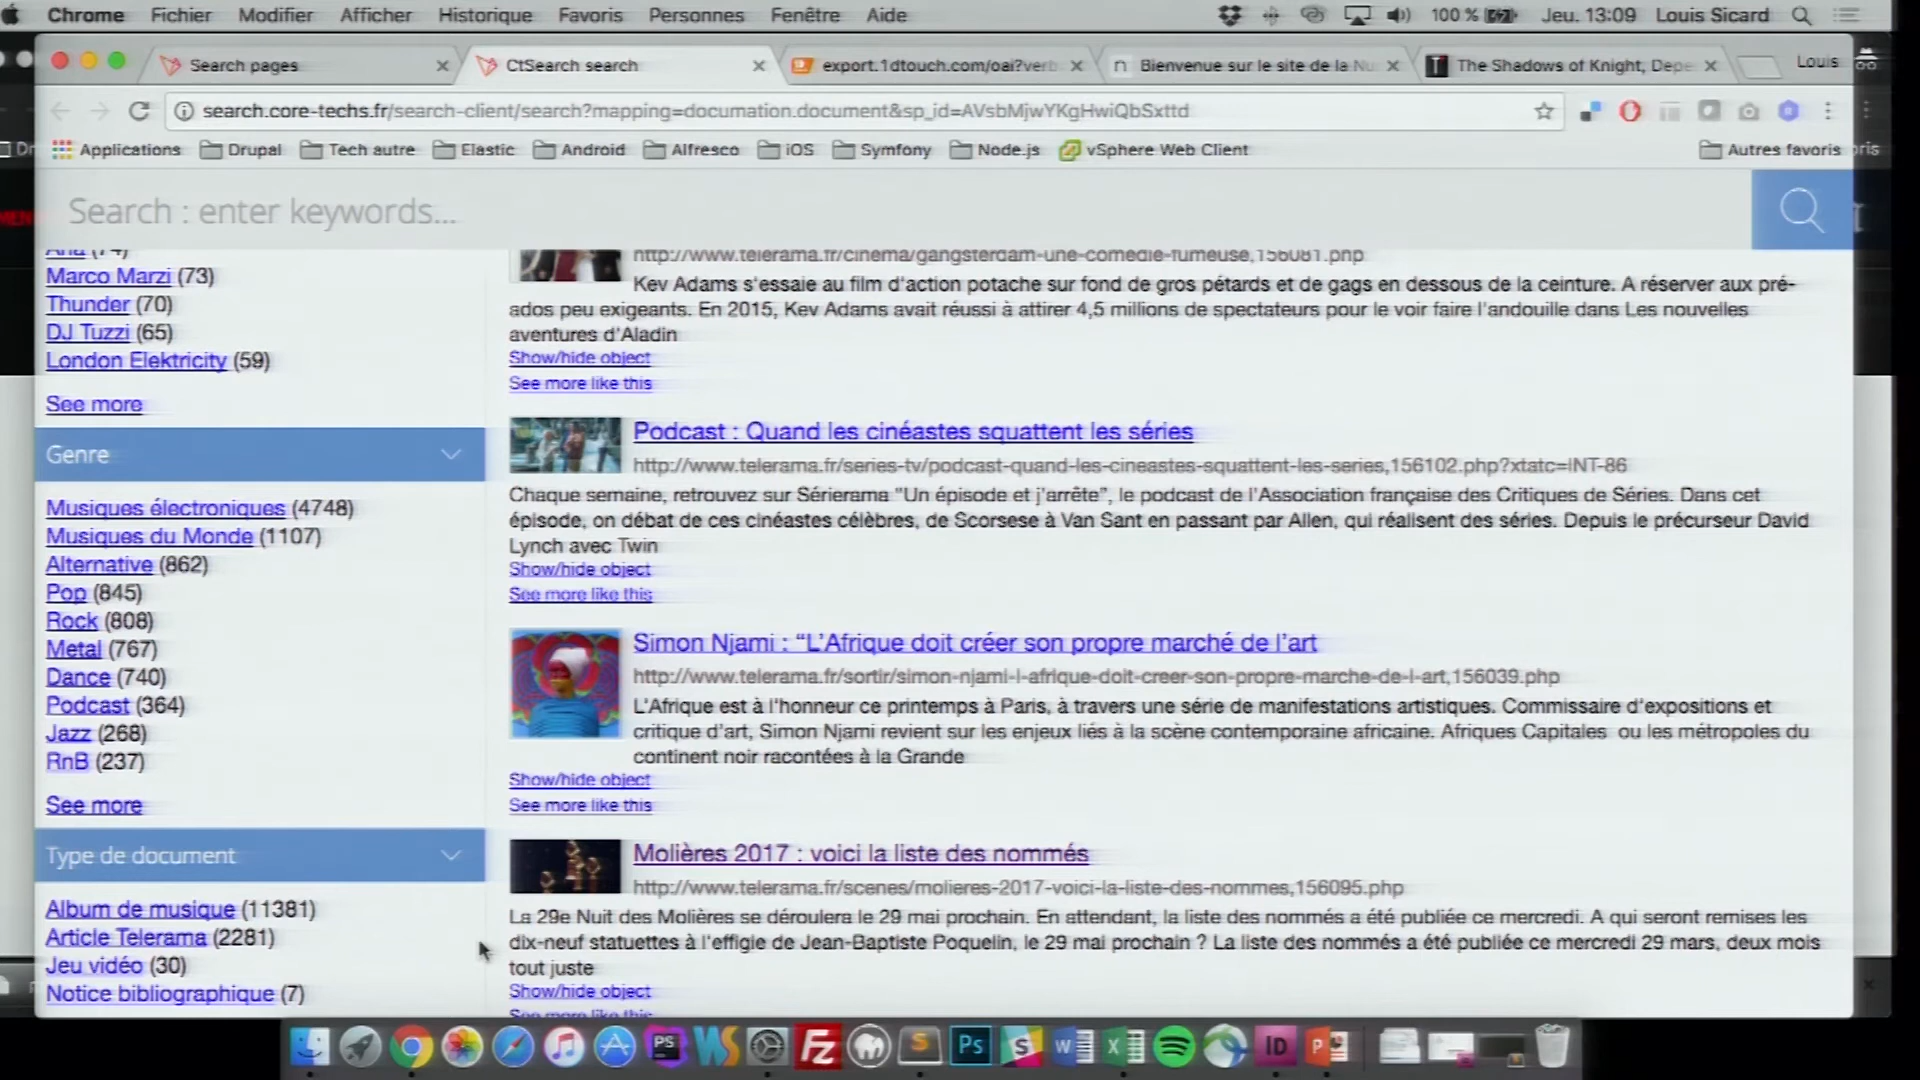 Chrome Fichier Modifier Afficher Historique Favoris Personnes Fenêtre Aide 100 % Jeu. 13:09 Louis Sicard
Search pages CtSearch search export.1dtouch.com/oai?verb Bienvenue sur le site de la Nu The Shadows of Knight, Depe Louis
search.core-techs.fr/search-client/search?mapping=documation.document&sp_id=AVsbMjwYKgHwiQbSxttd
Applications Drupal Tech autre Elastic Android Alfresco iOS Symfony Node.js vSphere Web Client Autres favoris
Search : enter keywords...
Marco Marzi (73)
Thunder (70)
DJ Tuzzi (65)
London Elektricity (59)
See more
Genre
Musiques électroniques (4748)
Musiques du Monde (1107)
Alternative (862)
Pop (845)
Rock (808)
Metal (767)
Dance (740)
Podcast (364)
Jazz (268)
RnB (237)
See more
Type de document
Album de musique (11381)
Article Telerama (2281)
Jeu vidéo (30)
Notice bibliographique (7)
http://www.telerama.fr/cinema/gangsterdam-une-comedie-fumeuse,156081.php
Kev Adams s'essaie au film d'action potache sur fond de gros pétards et de gags en dessous de la ceinture. A réserver aux pré-
ados peu exigeants. En 2015, Kev Adams avait réussi à attirer 4,5 millions de spectateurs pour le voir faire l'andouille dans Les nouvelles
aventures d'Aladin
Show/hide object
See more like this
Podcast : Quand les cinéastes squattent les séries
http://www.telerama.fr/series-tv/podcast-quand-les-cineastes-squattent-les-series,156102.php?xtatc=INT-86
Chaque semaine, retrouvez sur Sérierama "Un épisode et j'arrête", le podcast de l'Association française des Critiques de Séries. Dans cet
épisode, on débat de ces cinéastes célèbres, de Scorsese à Van Sant en passant par Allen, qui réalisent des séries. Depuis le précurseur David
Lynch avec Twin
Show/hide object
See more like this
Simon Njami : “L'Afrique doit créer son propre marché de l'art
http://www.telerama.fr/sortir/simon-njami-l-afrique-doit-creer-son-propre-marche-de-l-art,156039.php
L'Afrique est à l'honneur ce printemps à Paris, à travers une série de manifestations artistiques. Commissaire d'expositions et
critique d'art, Simon Njami revient sur les enjeux liés à la scène contemporaine africaine. Afriques Capitales ou les métropoles du
continent noir racontées à la Grande
Show/hide object
See more like this
Molières 2017 : voici la liste des nommés
http://www.telerama.fr/scenes/molieres-2017-voici-la-liste-des-nommes,156095.php
La 29e Nuit des Molières se déroulera le 29 mai prochain. En attendant, la liste des nommés a été publiée ce mercredi. A qui seront remises les
dix-neuf statuettes à l'effigie de Jean-Baptiste Poquelin, le 29 mai prochain ? La liste des nommés a été publiée ce mercredi 29 mars, deux mois
tout juste
Show/hide object
See more like this